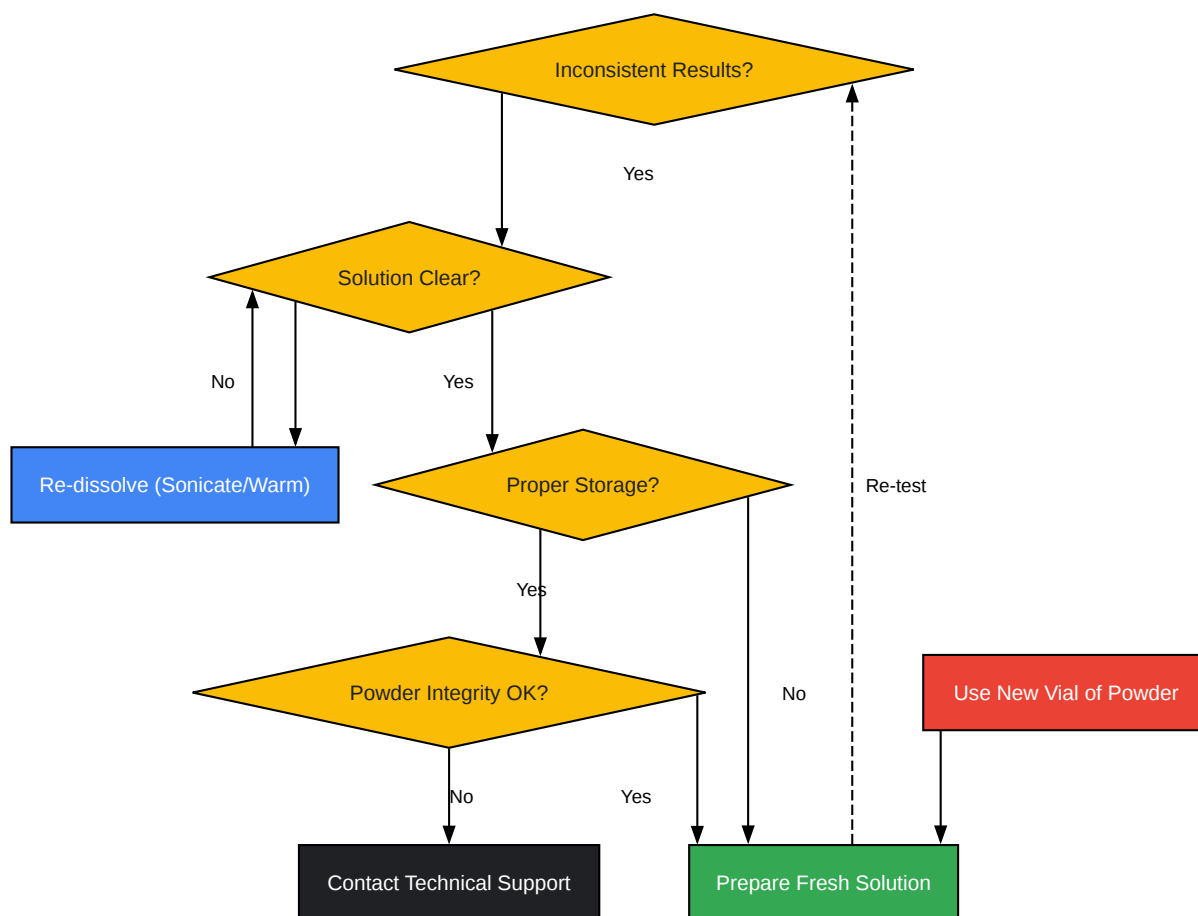 Inconsistent Results?
Yes
Solution Clear?
No
Yes
Re-dissolve (Sonicate/Warm)
Proper Storage?
Re-test
Yes
Powder Integrity OK?
No
Use New Vial of Powder
No
Yes
Contact Technical Support
Prepare Fresh Solution